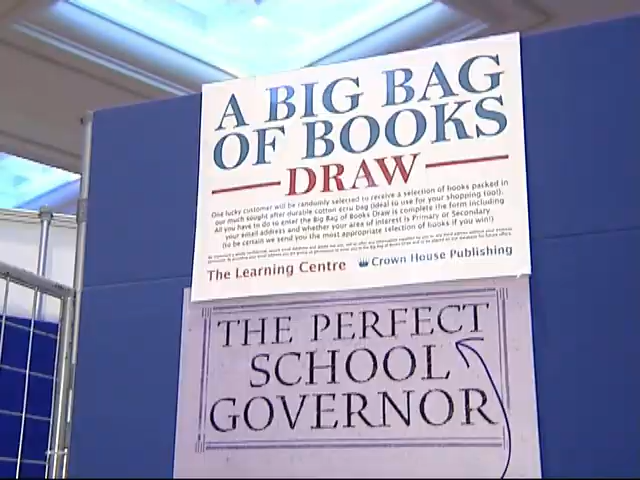 A BIG BAG
OF BOOKS
DRAW
One lucky customer will be randomly selected to receive a selection of books packed in
our much sought after durable cotton ecru bag (ideal to use for your shopping too!).
All you have to do to enter the Big Bag of Books Draw is complete the form including
your email address and whether your area of interest is Primary or Secondary
(to be certain we send you the most appropriate selection of books if you win!)
The Learning Centre
Crown House Publishing
THE PERFECT
SCHOOL
GOVERNOR